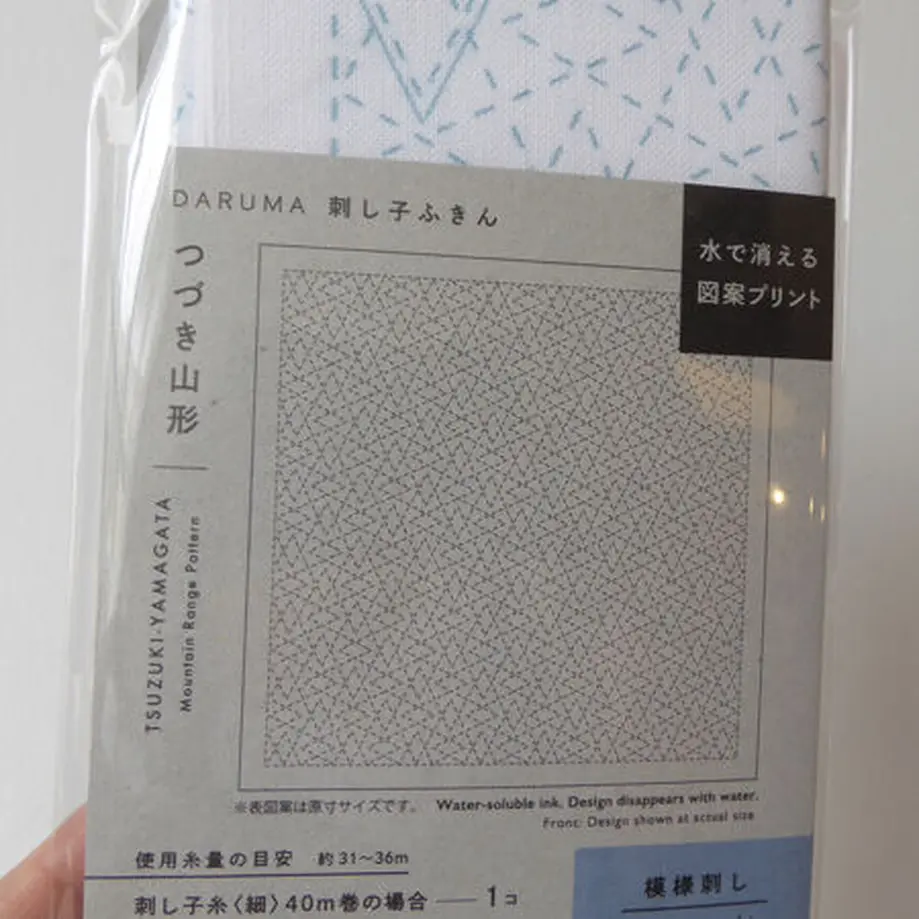 DARUMA 刺し子ふきん
水で消える
図案プリント
つづき山形
TSUZUKI-YAMAGATA
Mountain Range Pattern
※表図案は原寸サイズです。 Water-soluble ink. Design disappears with water.
Front: Design shown at actual size
使用糸量の目安 約31〜36m
刺し子糸〈細〉40m巻の場合 — 1コ
模様刺し